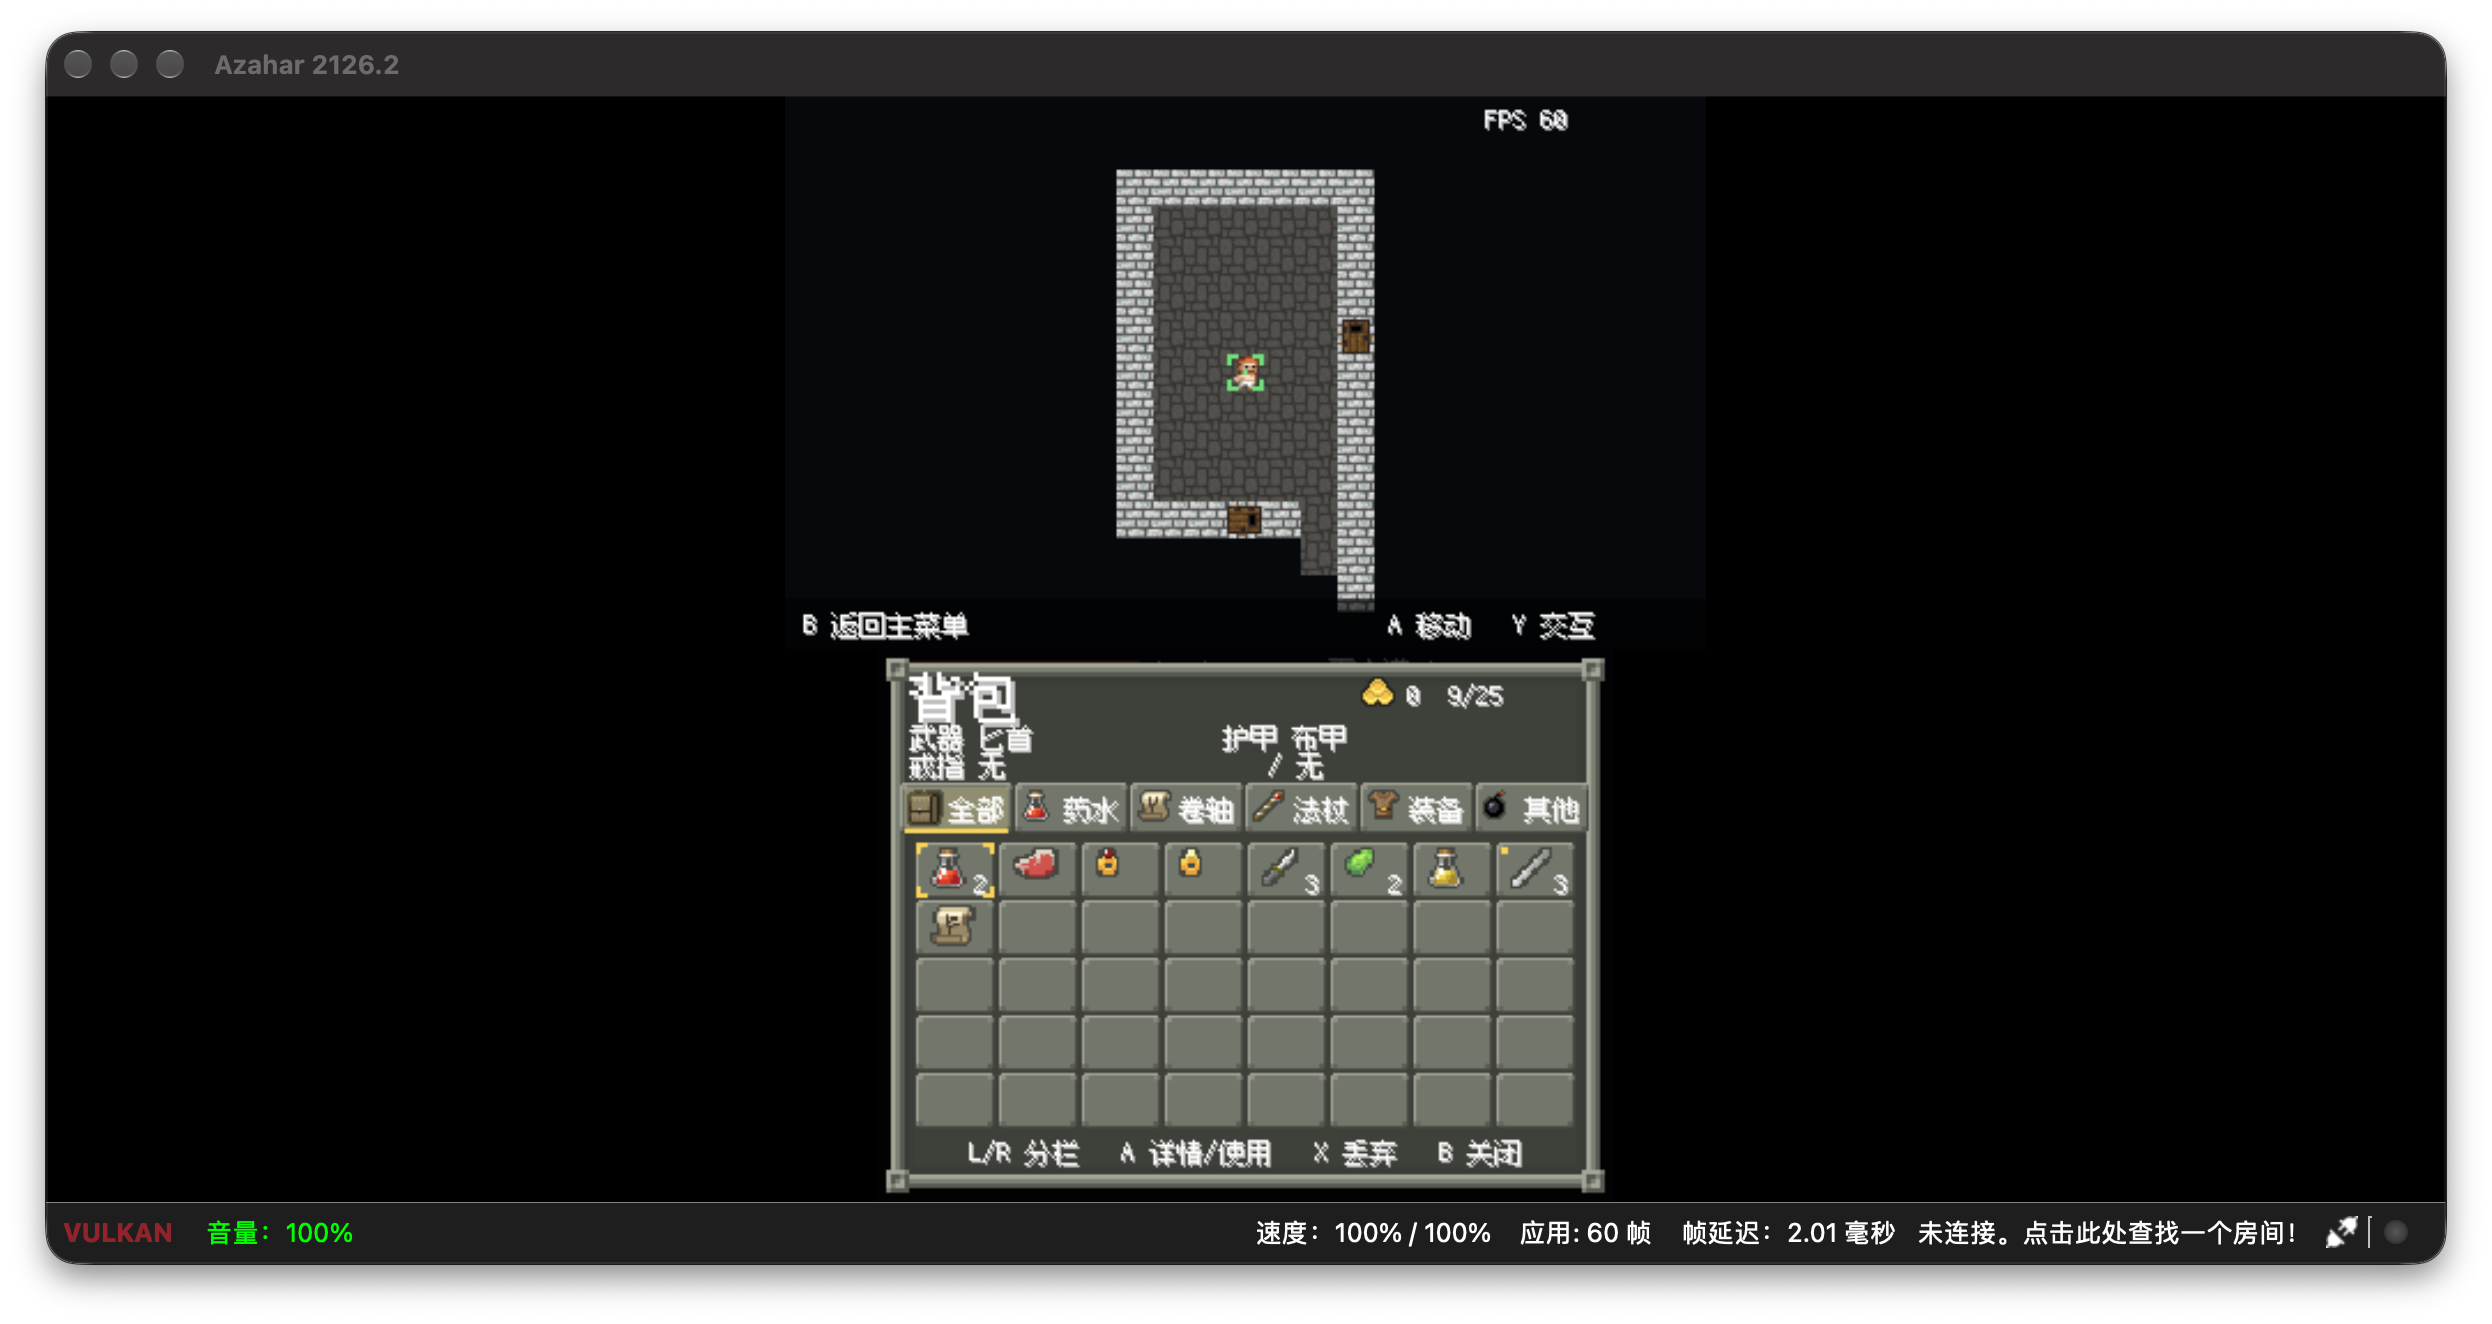 Azahar 2126.2
FPS 60
B 返回主菜单 A 移动 Y 交互
背包 0 9/25
武器 匕首 护甲 布甲
戒指 无 / 无
全部 药水 卷轴 法杖 装备 其他
2 3 2 3
L/R 分栏 A 详情/使用 X 丢弃 B 关闭
VULKAN 音量：100% 速度：100% / 100% 应用: 60 帧 帧延迟：2.01 毫秒 未连接。点击此处查找一个房间！